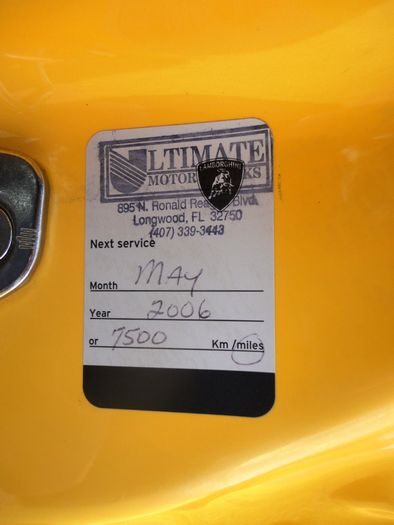 ULTIMATE
MOTOR WORKS
LAMBORGHINI
895 N. Ronald Reagan Blvd.
Longwood, FL 32750
(407) 339-3443
Next service
Month May
Year 2006
or 7500 Km/miles